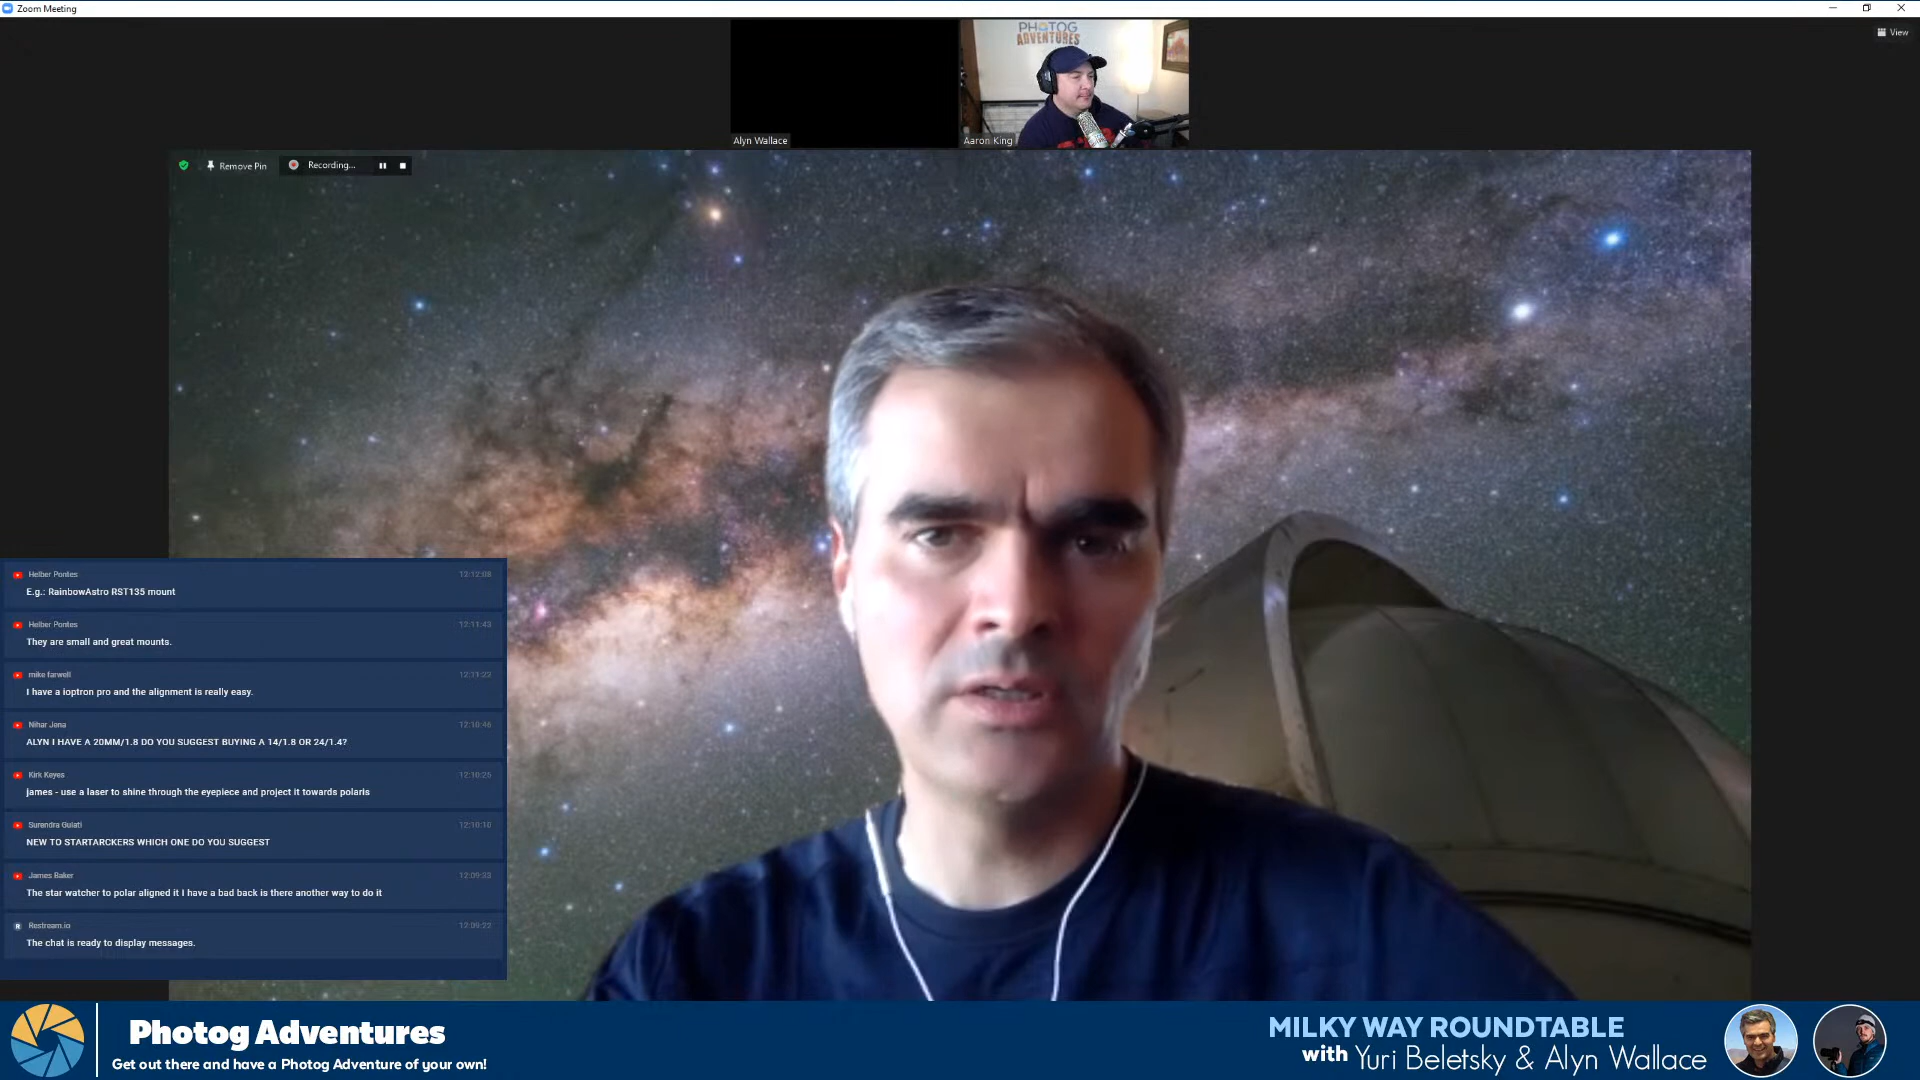 Zoom Meeting
View
PHOTOG
ADVENTURES
Alyn Wallace
Aaron King
Remove Pin
Recording...
Helber Pontes
12:12:08
E.g.: RainbowAstro RST135 mount
Helber Pontes
12:11:43
They are small and great mounts.
mike farwell
12:11:22
I have a ioptron pro and the alignment is really easy.
Nihar Jena
12:10:46
ALYN I HAVE A 20MM/1.8 DO YOU SUGGEST BUYING A 14/1.8 OR 24/1.4?
Kirk Keyes
12:10:25
james - use a laser to shine through the eyepiece and project it towards polaris
Surendra Gulati
12:10:10
NEW TO STARTARCKERS WHICH ONE DO YOU SUGGEST
James Baker
12:09:33
The star watcher to polar aligned it I have a bad back is there another way to do it
Restream.io
12:09:22
The chat is ready to display messages.
Photog Adventures
Get out there and have a Photog Adventure of your own!
MILKY WAY ROUNDTABLE
with Yuri Beletsky & Alyn Wallace